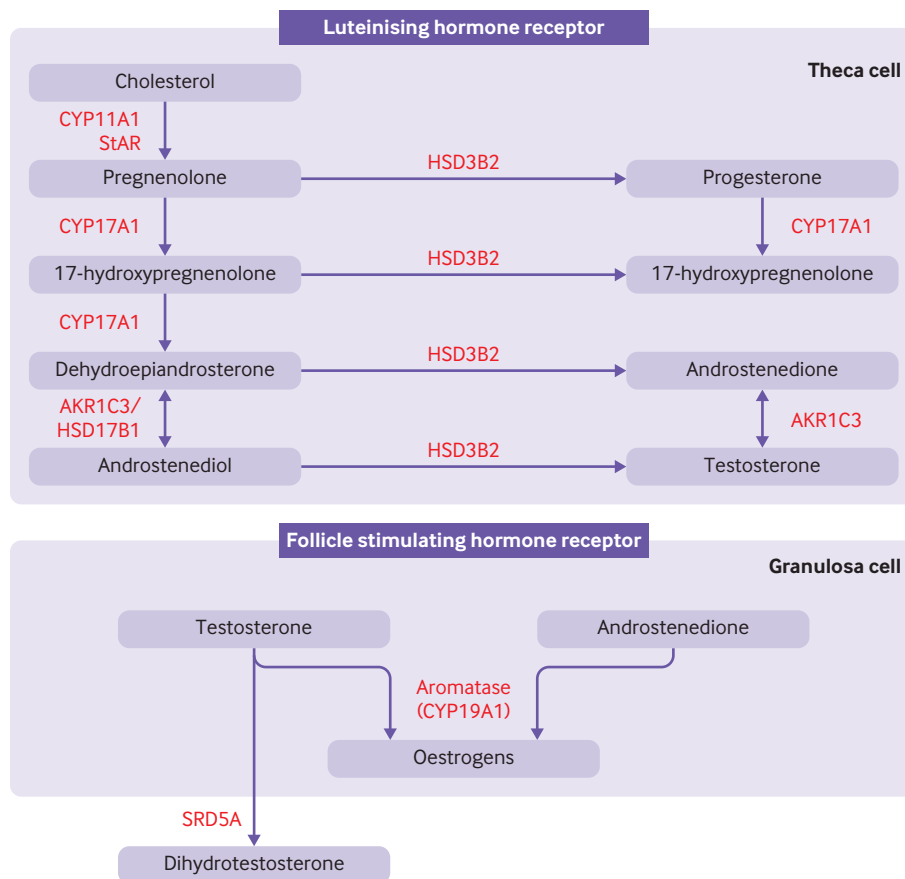 Luteinising hormone receptor
Theca cell
Cholesterol
CYP11A1
StAR
HSD3B2
Pregnenolone
Progesterone
CYP17A1
CYP17A1
HSD3B2
17-hydroxypregnenolone
17-hydroxypregnenolone
CYP17A1
HSD3B2
Dehydroepiandrosterone
Androstenedione
AKR1C3/
HSD17B1
AKR1C3
HSD3B2
Androstenediol
Testosterone
Follicle stimulating hormone receptor
Granulosa cell
Testosterone
Androstenedione
Aromatase
(CYP19A1)
Oestrogens
SRD5A
Dihydrotestosterone